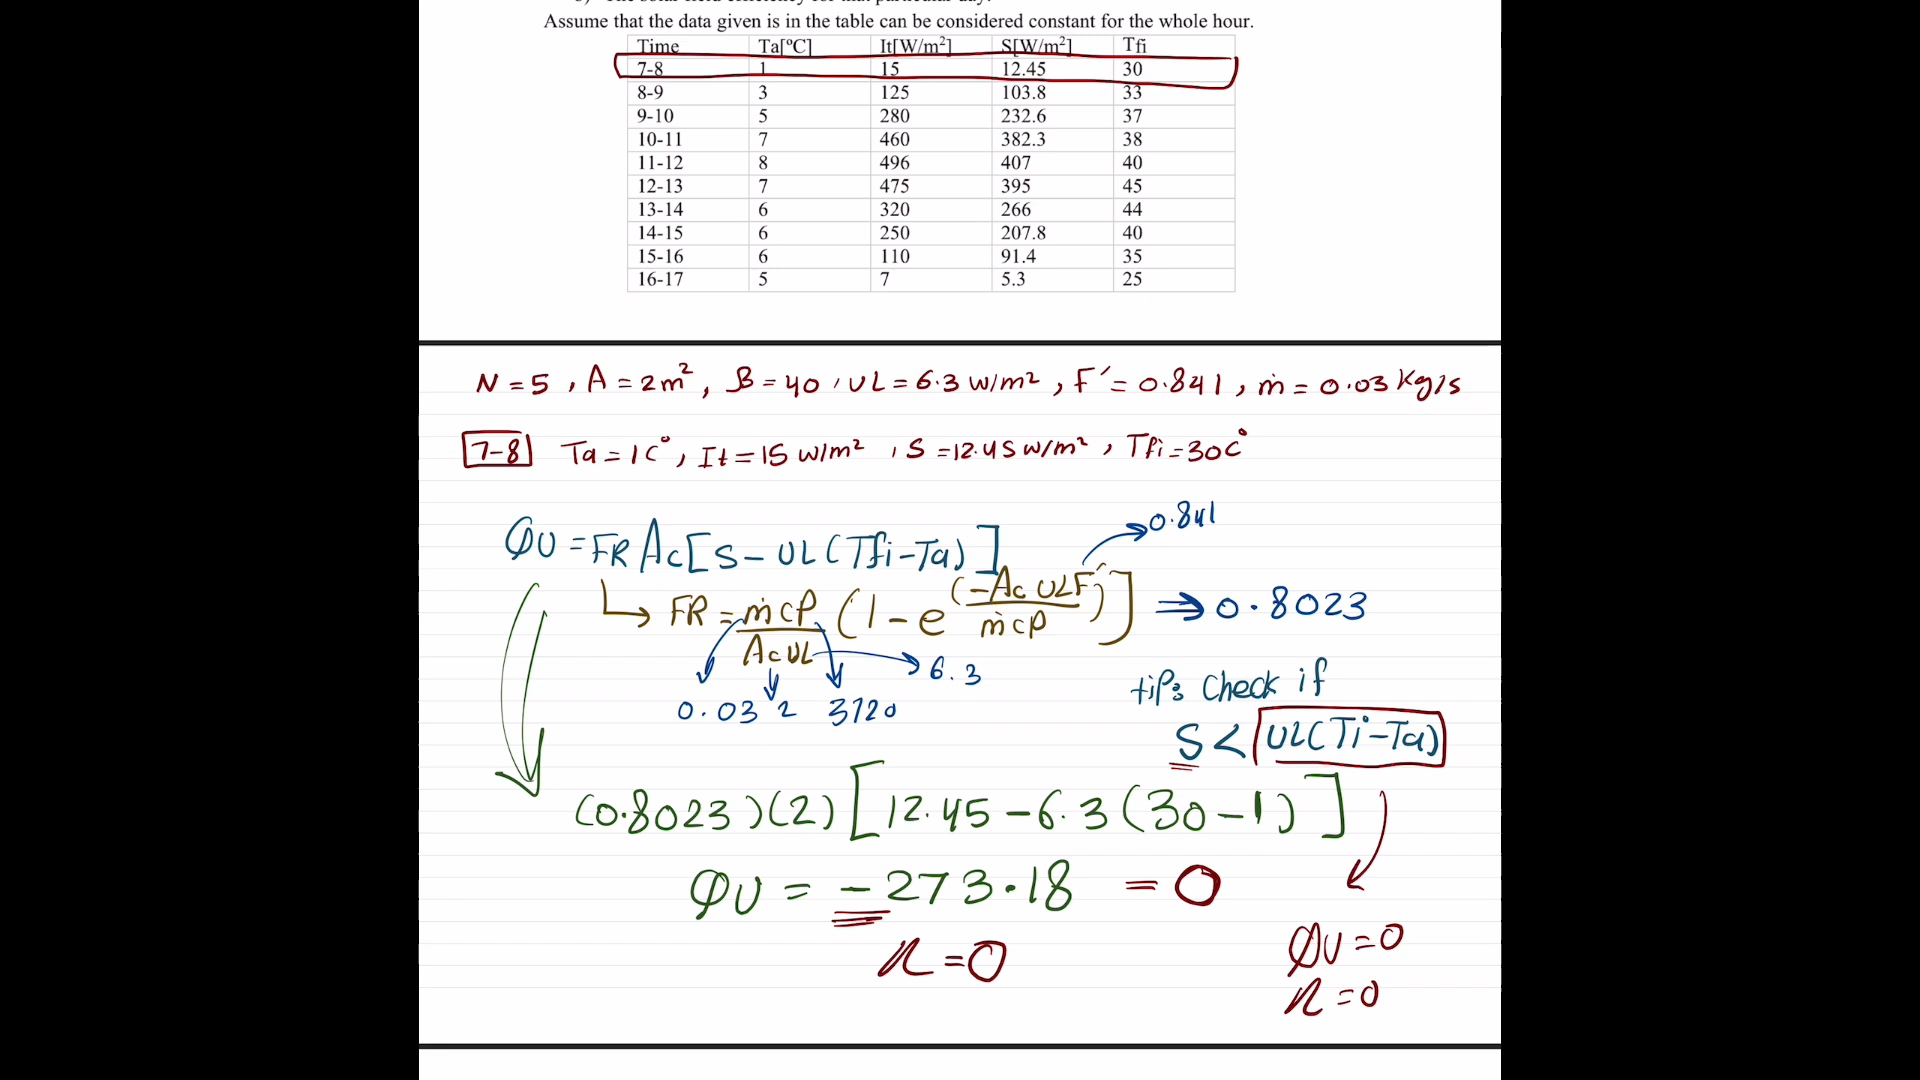 Assume that the data given is in the table can be considered constant for the whole hour.
Time Ta[ºC] It[W/m²] S[W/m²] Tfi
7-8 1 15 12.45 30
8-9 3 125 103.8 33
9-10 5 280 232.6 37
10-11 7 460 382.3 38
11-12 8 496 407 40
12-13 7 475 395 45
13-14 6 320 266 44
14-15 6 250 207.8 40
15-16 6 110 91.4 35
16-17 5 7 5.3 25
N = 5 , A = 2m² , β = 40 , UL = 6.3 w/m² , F′ = 0.841 , ṁ = 0.03 Kg/s
7-8 Ta = 1C° , It = 15 w/m² , S = 12.45 w/m² , Tfi = 30C°
0.841
QU = FR Ac [S - UL (Tfi - Ta)]
FR = ṁCP / AcUL (1 - e^(-Ac UL F′ / ṁCP))] ⇒ 0.8023
6.3
0.03 2 3720
tip: Check if
S < UL(Ti - Ta)
(0.8023)(2) [12.45 - 6.3 (30 - 1)]
QU = -273.18 = 0
n = 0
QU = 0
n = 0